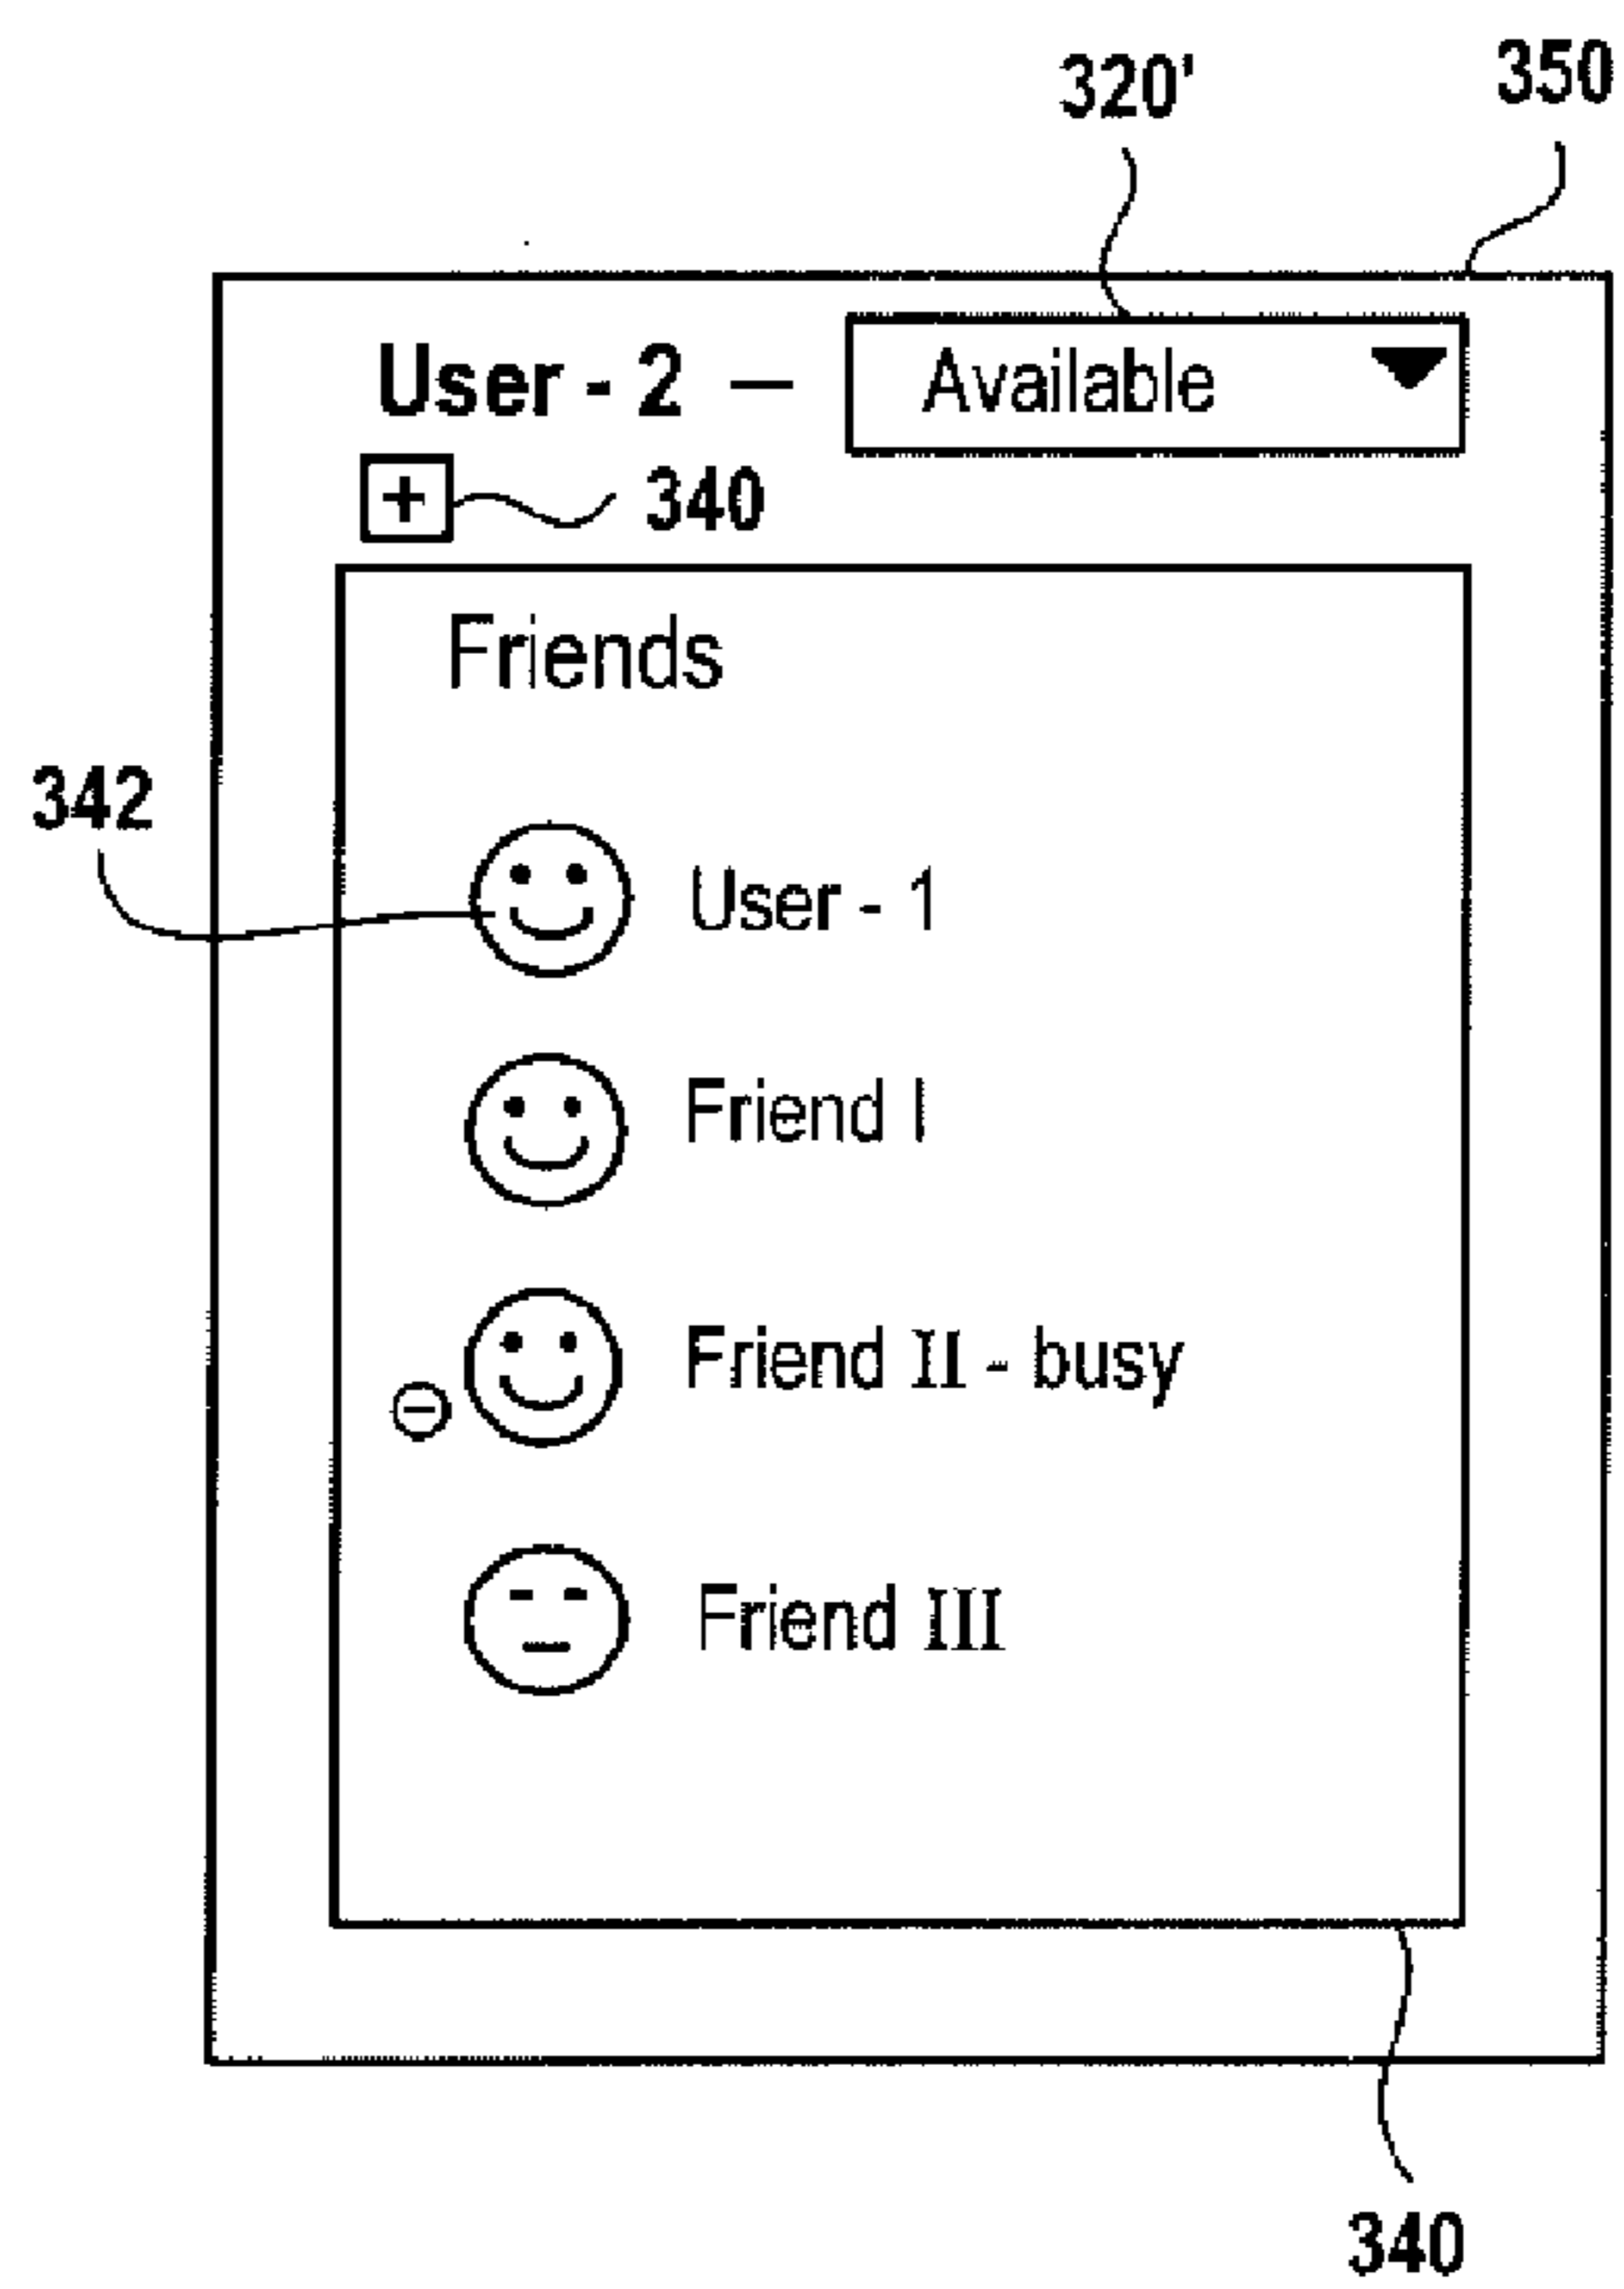 320' 350
User - 2 — Available
+ 340
Friends
342
User - 1
Friend I
Friend II - busy
Friend III
340